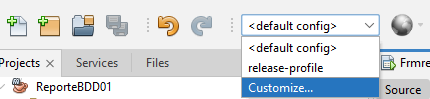 <default config>
<default config>
release-profile
Customize...
Projects
Services
Files
Frmre
ReporteBDD01
Source